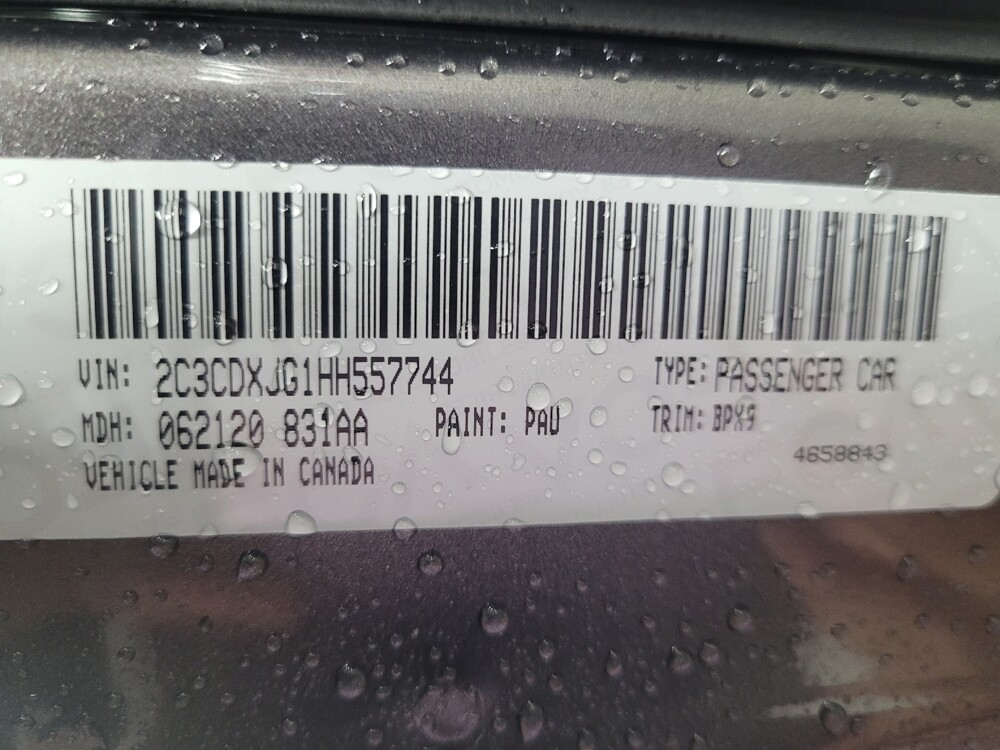 VIN: 2C3CDXJG1HH557744 TYPE: PASSENGER CAR
MDH: 062120 831AA PAINT: PAU TRIM: BPX9
VEHICLE MADE IN CANADA 4658843